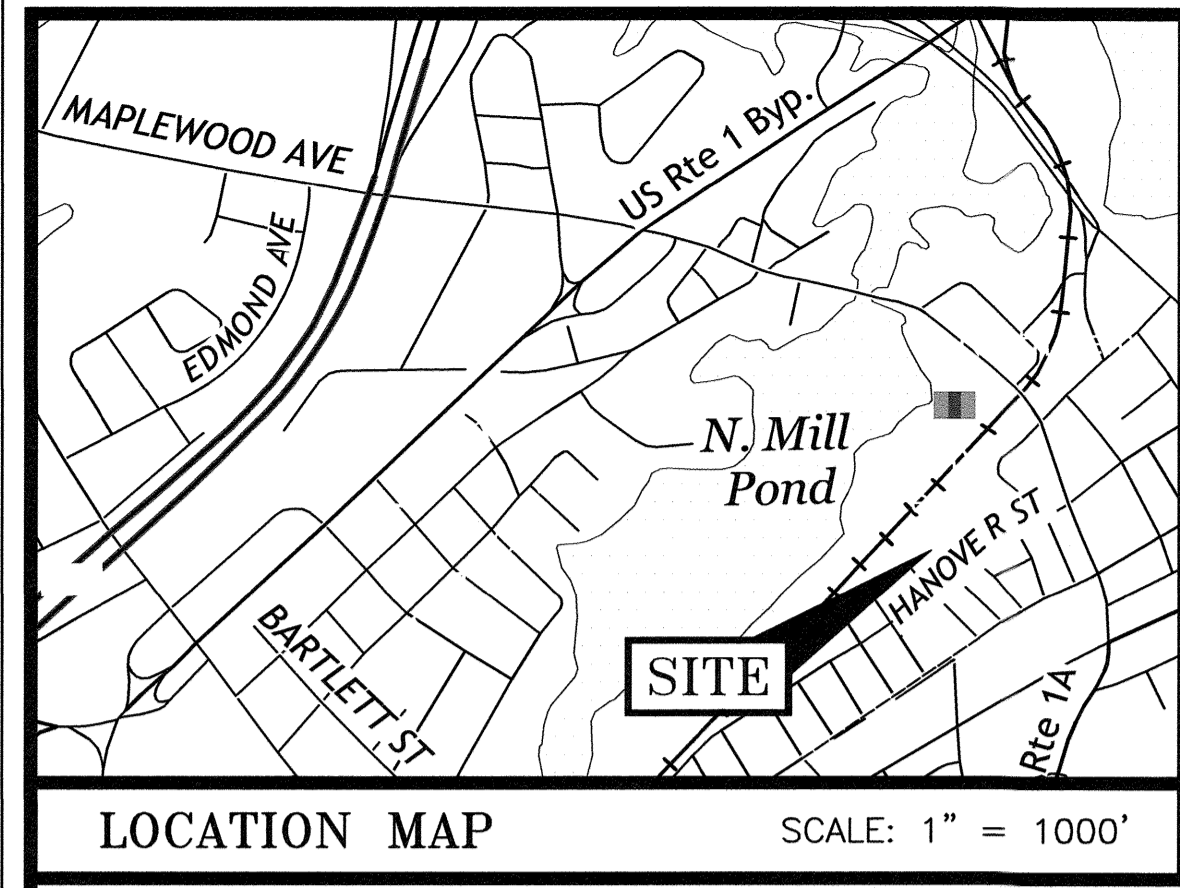 MAPLEWOOD AVE
US Rte 1 Byp.
EDMOND AVE
N. Mill
Pond
HANOVE R ST
BARTLETT ST
SITE
Rte 1A
LOCATION MAP
SCALE: 1" = 1000'